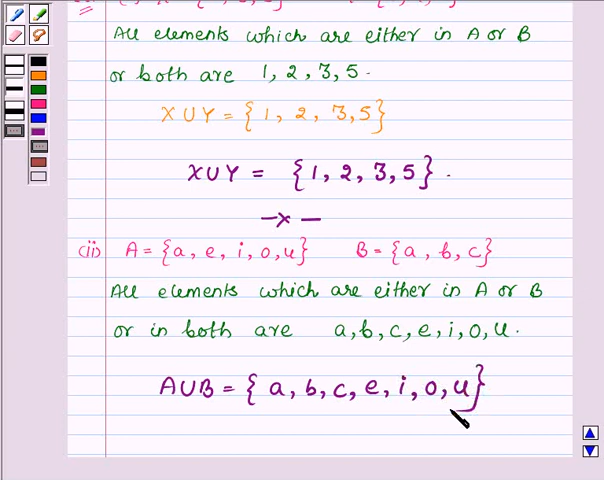 All elements which are either in A or B
or both are 1, 2, 3, 5.
X U Y = { 1, 2, 3, 5 }
X U Y = { 1, 2, 3, 5 } .
—x—
(ii) A = {a, e, i, o, u} B = {a, b, c}
All elements which are either in A or B
or in both are a, b, c, e, i, o, u.
A U B = { a, b, c, e, i, o, u }